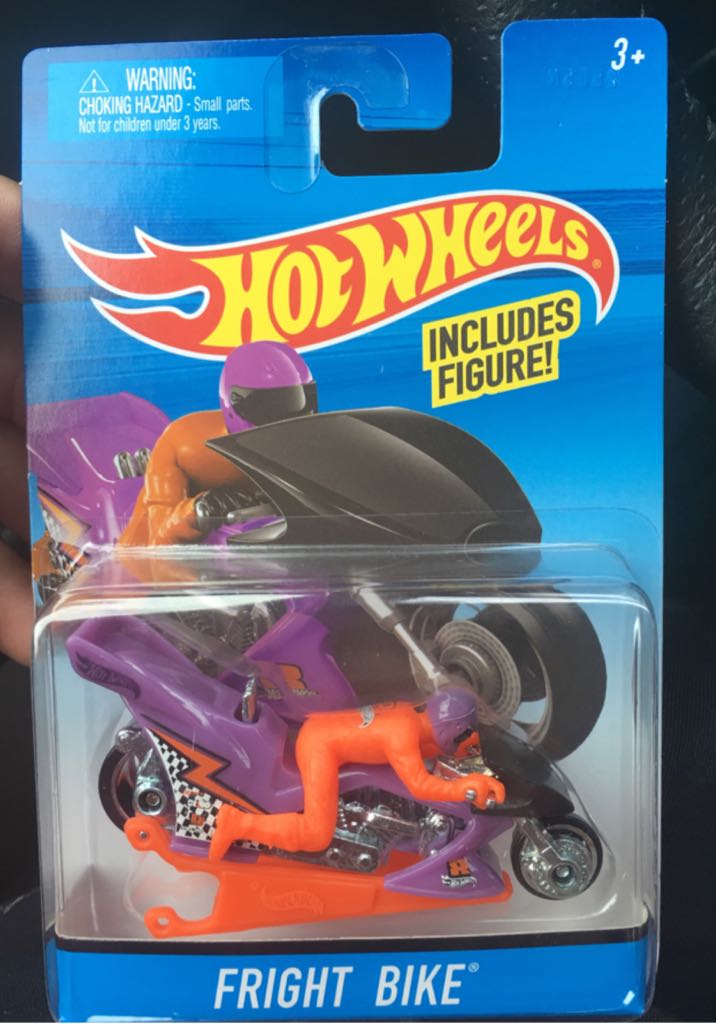 3+
WARNING:
CHOKING HAZARD - Small parts.
Not for children under 3 years.
HOT WHEELS®
INCLUDES
FIGURE!
FRIGHT BIKE®